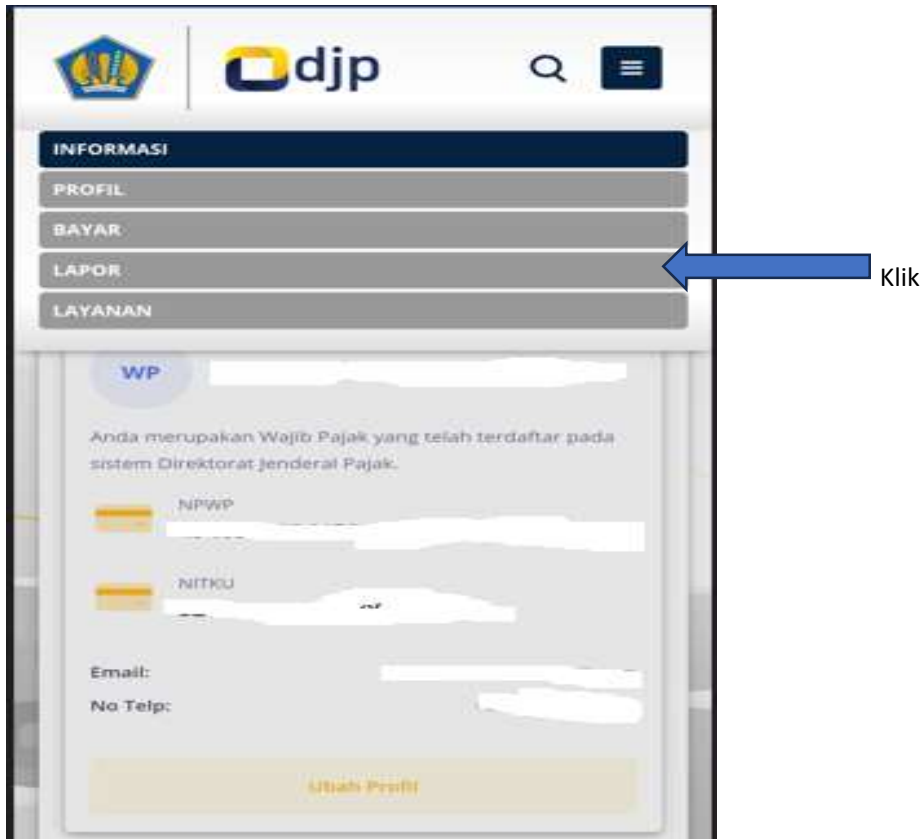 djp
INFORMASI
PROFIL
BAYAR
LAPOR
Klik
LAYANAN
WP
Anda merupakan Wajib Pajak yang telah terdaftar pada
sistem Direktorat Jenderal Pajak.
NPWP
NITKU
Email:
No Telp:
Ubah Profil